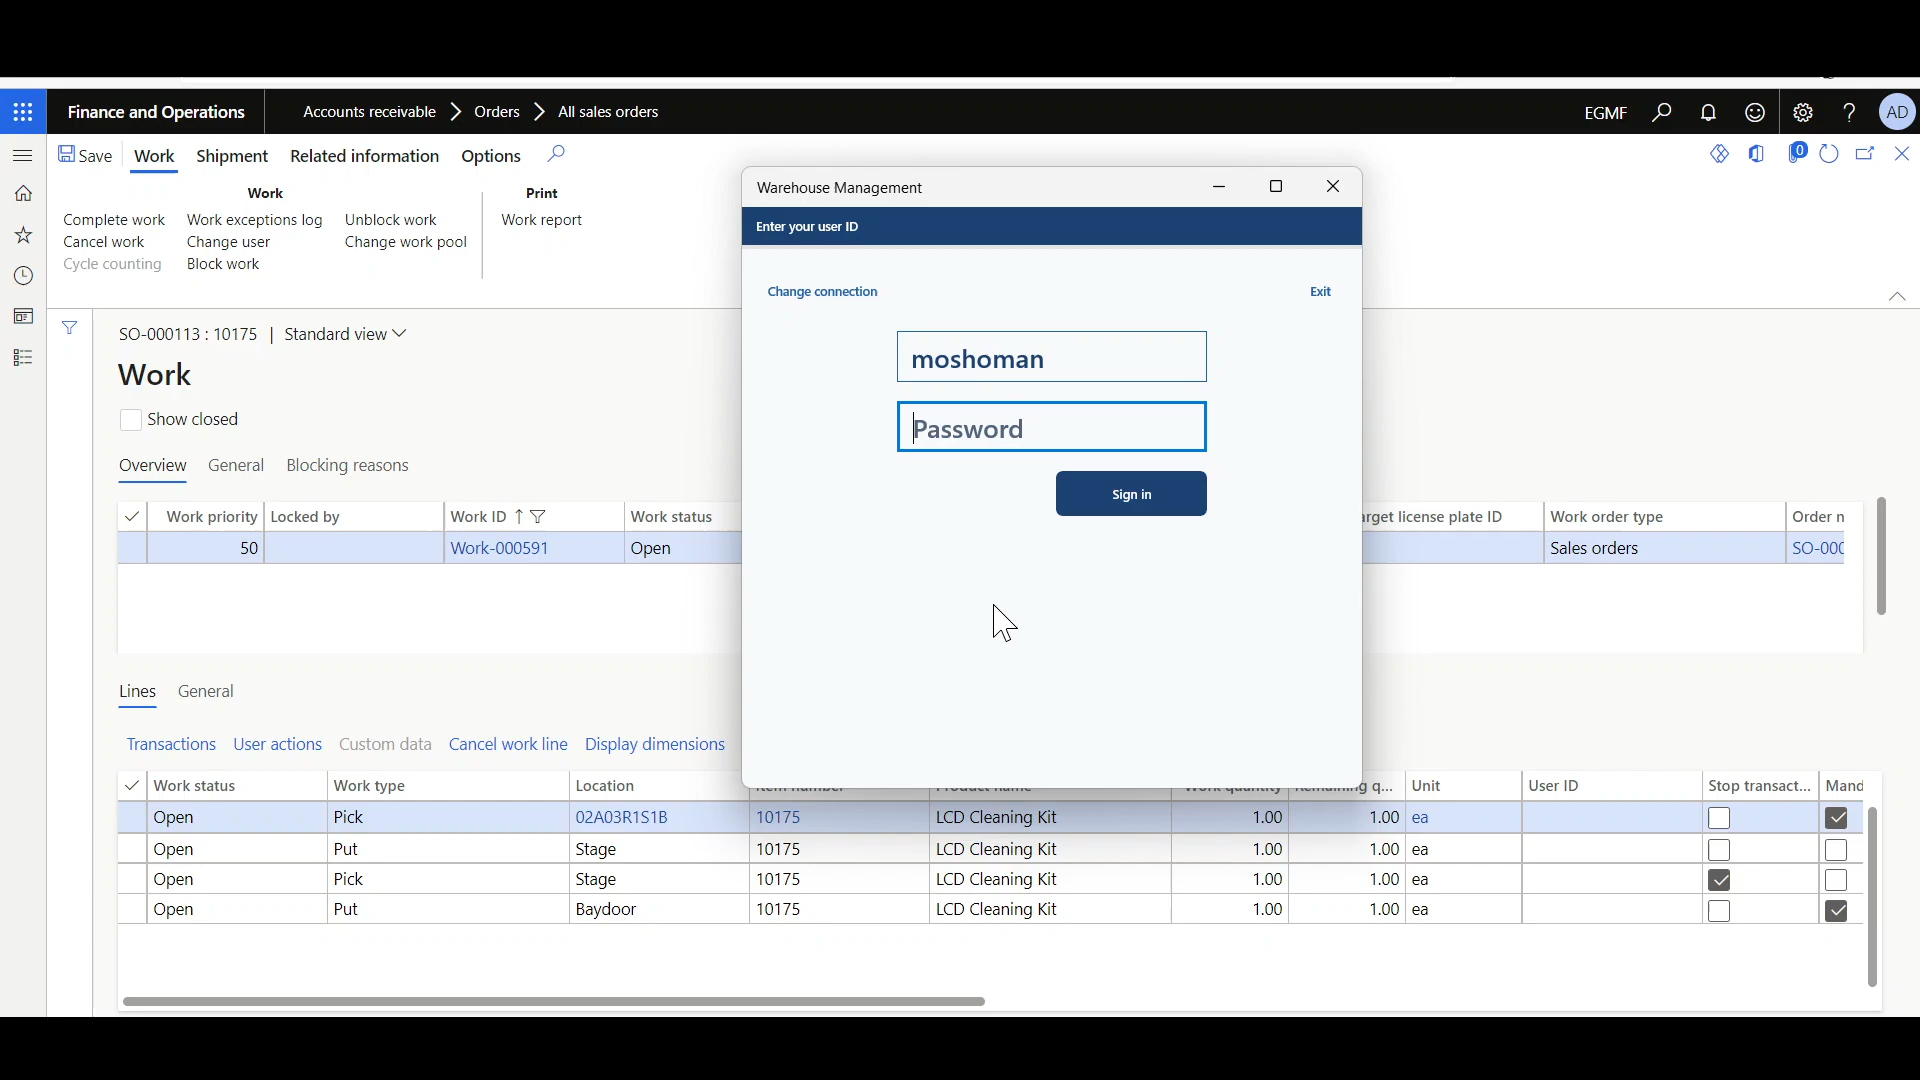 Finance and Operations
Accounts receivable
Orders
All sales orders
EGMF
AD
Save
Work
Shipment
Related information
Options
0
Work
Complete work
Cancel work
Cycle counting
Work exceptions log
Change user
Block work
Unblock work
Change work pool
Print
Work report
Warehouse Management
Enter your user ID
Change connection
Exit
moshoman
Password
Sign in
SO-000113 : 10175 | Standard view
Work
Show closed
Overview General Blocking reasons
Work priority Locked by Work ID Work status license plate ID Work order type Order n
50 Work-000591 Open Sales orders SO-000
Lines General
Transactions User actions Custom data Cancel work line Display dimensions
Work status Work type Location Unit User ID Stop transact... Mand
Open Pick 02A03R1S1B 10175 LCD Cleaning Kit 1.00 1.00 ea
Open Put Stage 10175 LCD Cleaning Kit 1.00 1.00 ea
Open Pick Stage 10175 LCD Cleaning Kit 1.00 1.00 ea
Open Put Baydoor 10175 LCD Cleaning Kit 1.00 1.00 ea